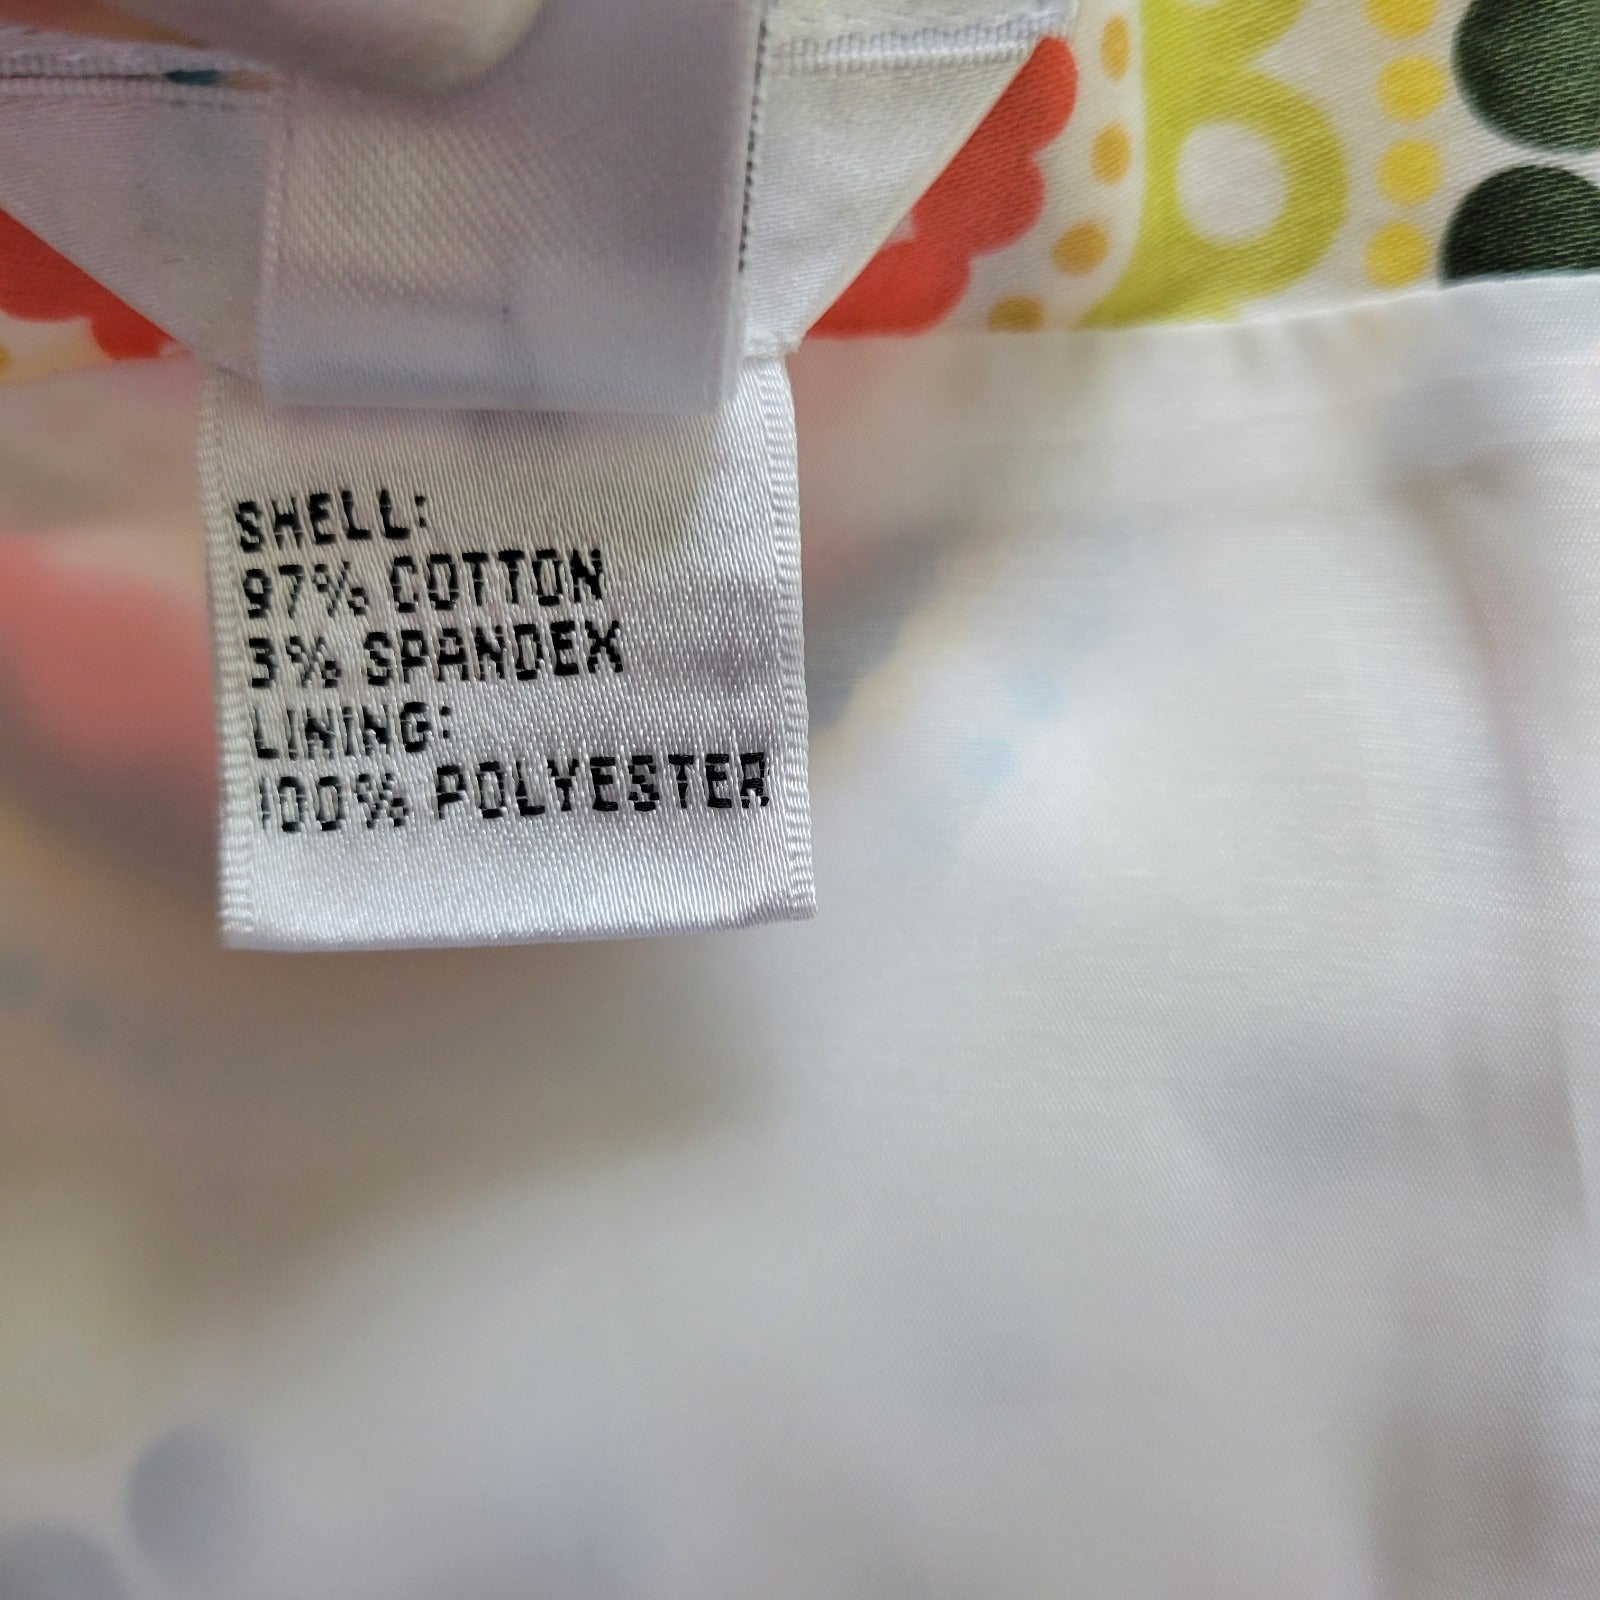 SHELL:
97% COTTON
3% SPANDEX
LINING:
100% POLYESTER